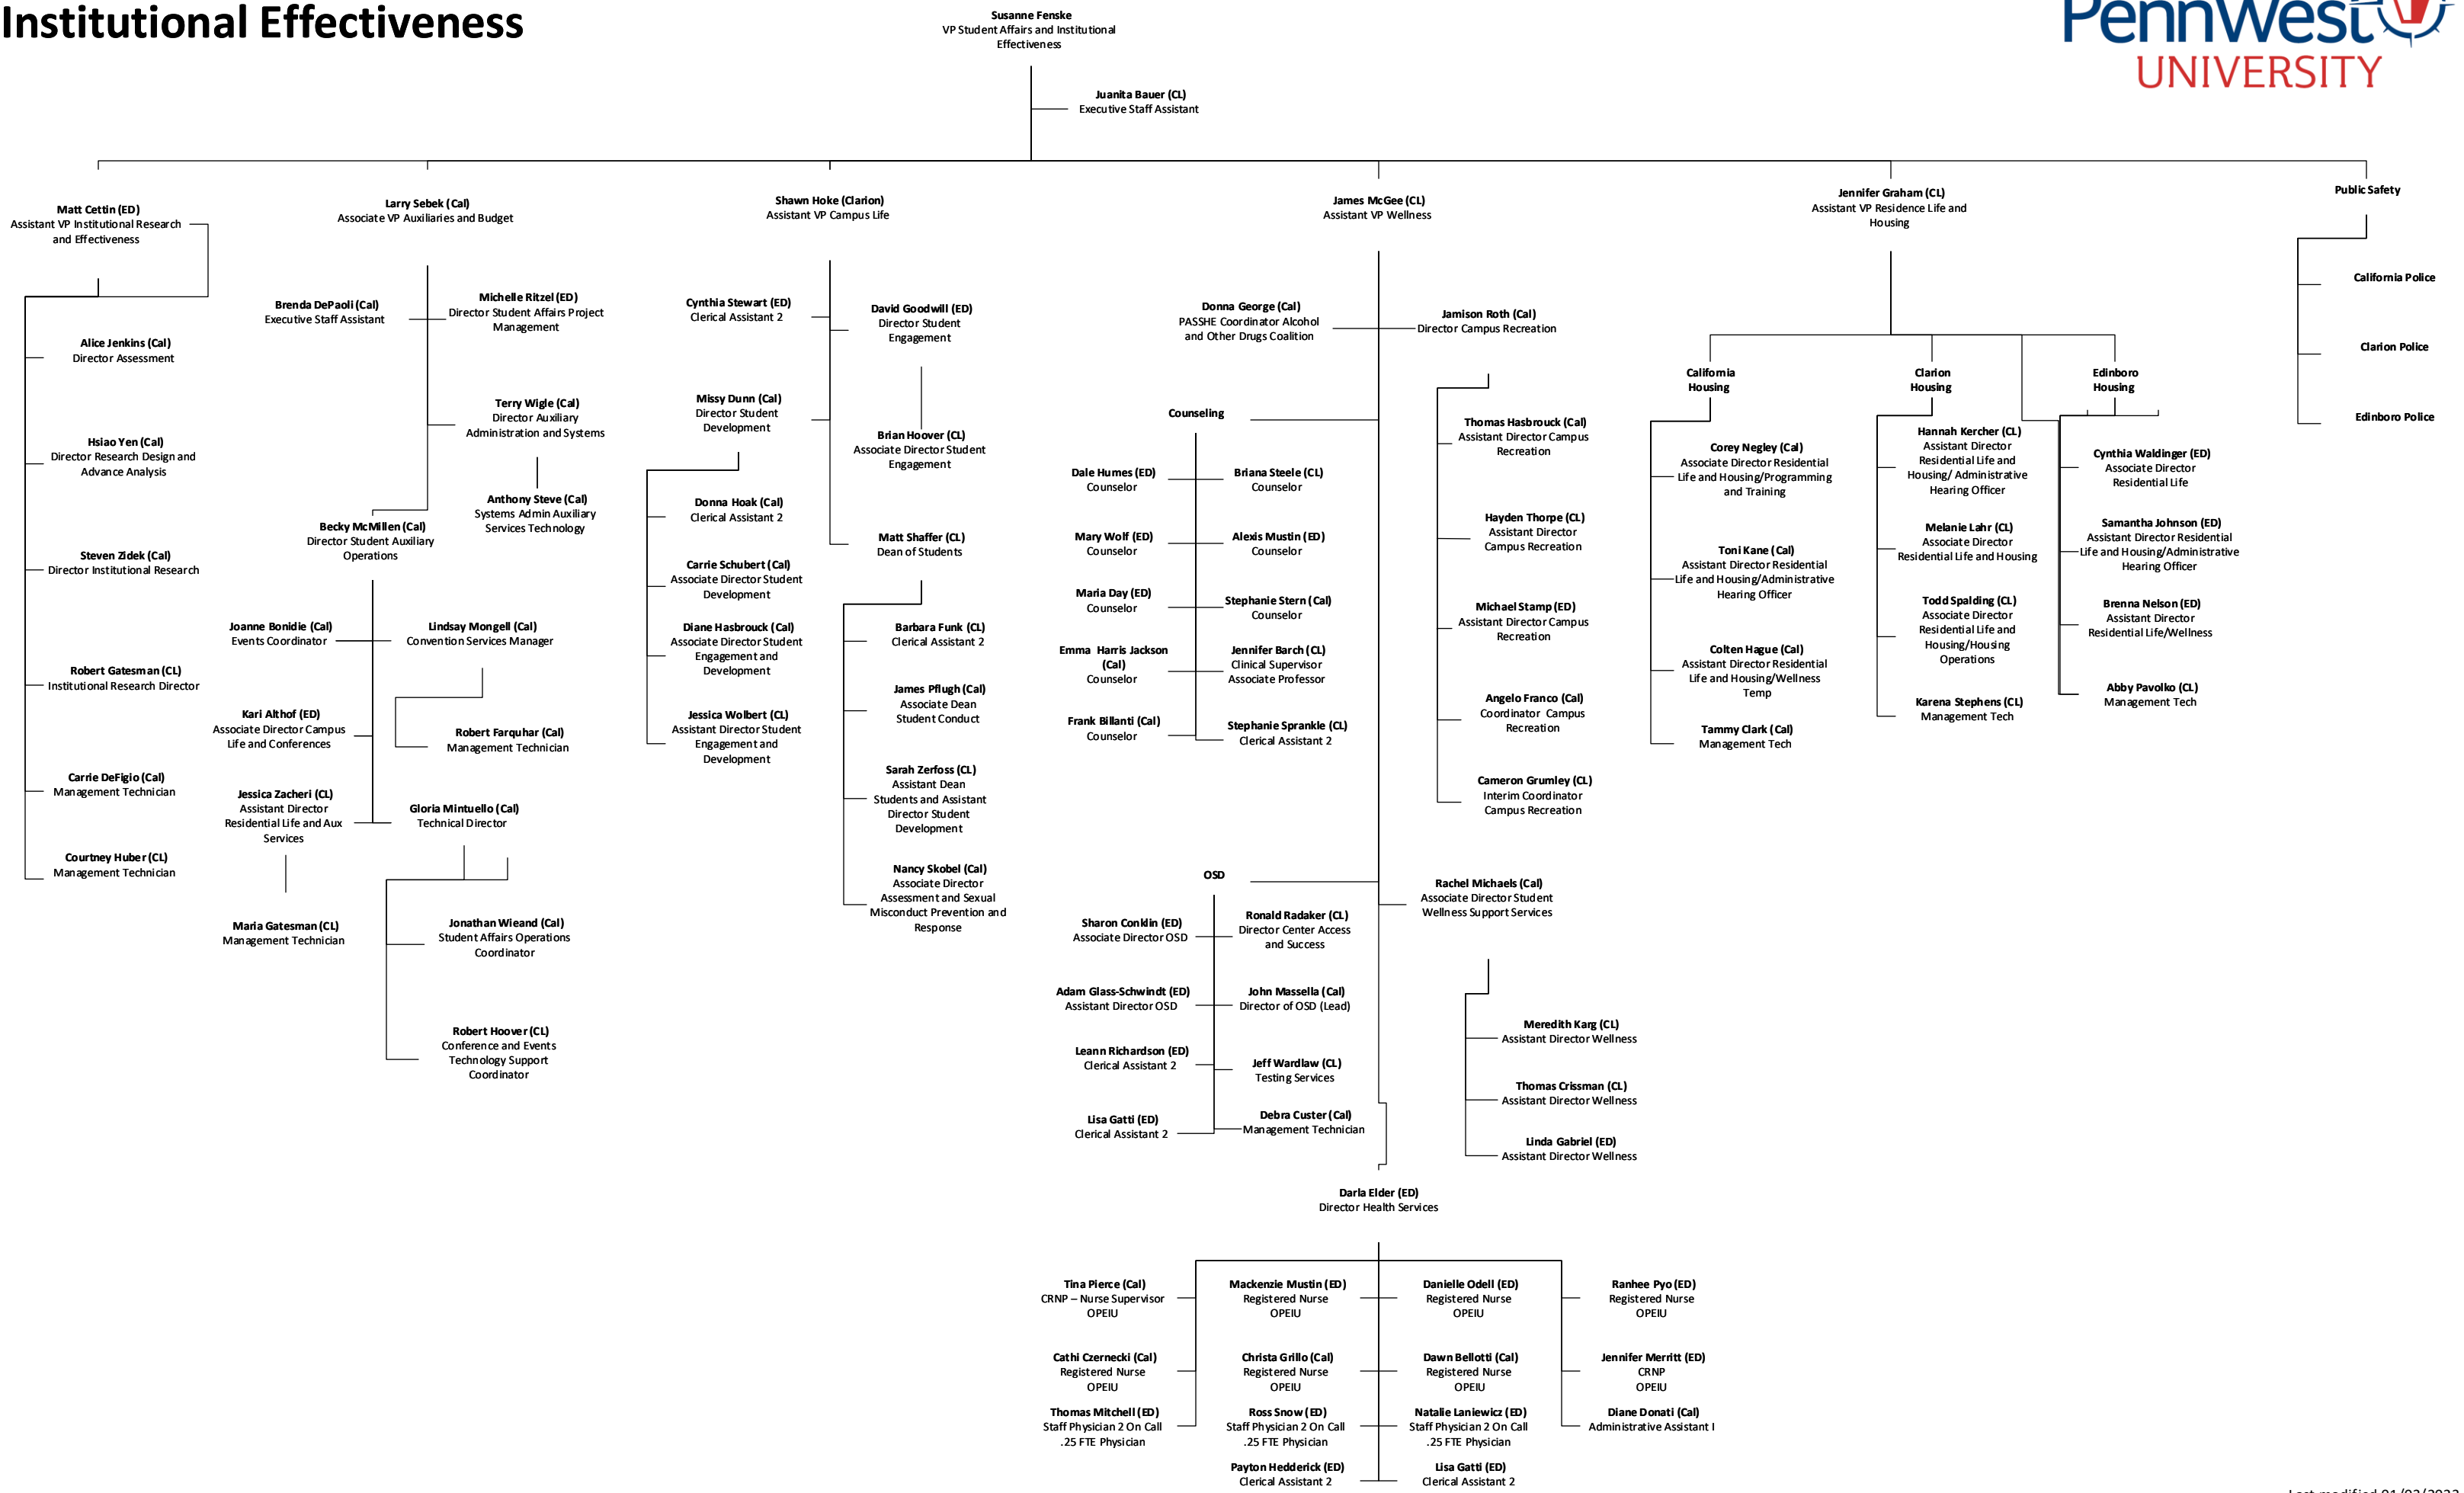 Institutional Effectiveness
PennWest
UNIVERSITY
Susanne Fenske
VP Student Affairs and Institutional
Effectiveness
Juanita Bauer (CL)
Executive Staff Assistant
Matt Cettin (ED)
Assistant VP Institutional Research
and Effectiveness
Alice Jenkins (Cal)
Director Assessment
Hsiao Yen (Cal)
Director Research Design and
Advance Analysis
Steven Zidek (Cal)
Director Institutional Research
Robert Gatesman (CL)
Institutional Research Director
Carrie DeFigio (Cal)
Management Technician
Courtney Huber (CL)
Management Technician
Larry Sebek (Cal)
Associate VP Auxiliaries and Budget
Brenda DePaoli (Cal)
Executive Staff Assistant
Michelle Ritzel (ED)
Director Student Affairs Project
Management
Terry Wigle (Cal)
Director Auxiliary
Administration and Systems
Anthony Steve (Cal)
Systems Admin Auxiliary
Services Technology
Becky McMillen (Cal)
Director Student Auxiliary
Operations
Joanne Bonidie (Cal)
Events Coordinator
Lindsay Mongell (Cal)
Convention Services Manager
Robert Farquhar (Cal)
Management Technician
Kari Althof (ED)
Associate Director Campus
Life and Conferences
Jessica Zacheri (CL)
Assistant Director
Residential Life and Aux
Services
Maria Gatesman (CL)
Management Technician
Gloria Mintuello (Cal)
Technical Director
Jonathan Wieand (Cal)
Student Affairs Operations
Coordinator
Robert Hoover (CL)
Conference and Events
Technology Support
Coordinator
Shawn Hoke (Clarion)
Assistant VP Campus Life
Cynthia Stewart (ED)
Clerical Assistant 2
David Goodwill (ED)
Director Student
Engagement
Brian Hoover (CL)
Associate Director Student
Engagement
Missy Dunn (Cal)
Director Student
Development
Donna Hoak (Cal)
Clerical Assistant 2
Carrie Schubert (Cal)
Associate Director Student
Development
Diane Hasbrouck (Cal)
Associate Director Student
Engagement and
Development
Jessica Wolbert (CL)
Assistant Director Student
Engagement and
Development
Matt Shaffer (CL)
Dean of Students
Barbara Funk (CL)
Clerical Assistant 2
James Pflugh (Cal)
Associate Dean
Student Conduct
Sarah Zerfoss (CL)
Assistant Dean
Students and Assistant
Director Student
Development
Nancy Skobel (Cal)
Associate Director
Assessment and Sexual
Misconduct Prevention and
Response
James McGee (CL)
Assistant VP Wellness
Donna George (Cal)
PASSHE Coordinator Alcohol
and Other Drugs Coalition
Jamison Roth (Cal)
Director Campus Recreation
Thomas Hasbrouck (Cal)
Assistant Director Campus
Recreation
Hayden Thorpe (CL)
Assistant Director
Campus Recreation
Michael Stamp (ED)
Assistant Director Campus
Recreation
Angelo Franco (Cal)
Coordinator Campus
Recreation
Cameron Grumley (CL)
Interim Coordinator
Campus Recreation
Counseling
Dale Humes (ED)
Counselor
Briana Steele (CL)
Counselor
Mary Wolf (ED)
Counselor
Alexis Mustin (ED)
Counselor
Maria Day (ED)
Counselor
Stephanie Stern (Cal)
Counselor
Emma Harris Jackson
(Cal)
Counselor
Jennifer Barch (CL)
Clinical Supervisor
Associate Professor
Frank Billanti (Cal)
Counselor
Stephanie Sprankle (CL)
Clerical Assistant 2
OSD
Sharon Conklin (ED)
Associate Director OSD
Ronald Radaker (CL)
Director Center Access
and Success
Adam Glass-Schwindt (ED)
Assistant Director OSD
John Massella (Cal)
Director of OSD (Lead)
Leann Richardson (ED)
Clerical Assistant 2
Jeff Wardlaw (CL)
Testing Services
Lisa Gatti (ED)
Clerical Assistant 2
Debra Custer (Cal)
Management Technician
Rachel Michaels (Cal)
Associate Director Student
Wellness Support Services
Meredith Karg (CL)
Assistant Director Wellness
Thomas Crissman (CL)
Assistant Director Wellness
Linda Gabriel (ED)
Assistant Director Wellness
Darla Elder (ED)
Director Health Services
Tina Pierce (Cal)
CRNP – Nurse Supervisor
OPEIU
Mackenzie Mustin (ED)
Registered Nurse
OPEIU
Danielle Odell (ED)
Registered Nurse
OPEIU
Ranhee Pyo (ED)
Registered Nurse
OPEIU
Cathi Czernecki (Cal)
Registered Nurse
OPEIU
Christa Grillo (Cal)
Registered Nurse
OPEIU
Dawn Bellotti (Cal)
Registered Nurse
OPEIU
Jennifer Merritt (ED)
CRNP
OPEIU
Thomas Mitchell (ED)
Staff Physician 2 On Call
.25 FTE Physician
Ross Snow (ED)
Staff Physician 2 On Call
.25 FTE Physician
Natalie Laniewicz (ED)
Staff Physician 2 On Call
.25 FTE Physician
Diane Donati (Cal)
Administrative Assistant I
Payton Hedderick (ED)
Clerical Assistant 2
Lisa Gatti (ED)
Clerical Assistant 2
Jennifer Graham (CL)
Assistant VP Residence Life and
Housing
California
Housing
Corey Negley (Cal)
Associate Director Residential
Life and Housing/Programming
and Training
Toni Kane (Cal)
Assistant Director Residential
Life and Housing/Administrative
Hearing Officer
Colten Hague (Cal)
Assistant Director Residential
Life and Housing/Wellness
Temp
Tammy Clark (Cal)
Management Tech
Clarion
Housing
Hannah Kercher (CL)
Assistant Director
Residential Life and
Housing/ Administrative
Hearing Officer
Melanie Lahr (CL)
Associate Director
Residential Life and Housing
Todd Spalding (CL)
Associate Director
Residential Life and
Housing/Housing
Operations
Karena Stephens (CL)
Management Tech
Edinboro
Housing
Cynthia Waldinger (ED)
Associate Director
Residential Life
Samantha Johnson (ED)
Assistant Director Residential
Life and Housing/Administrative
Hearing Officer
Brenna Nelson (ED)
Assistant Director
Residential Life/Wellness
Abby Pavolko (CL)
Management Tech
Public Safety
California Police
Clarion Police
Edinboro Police